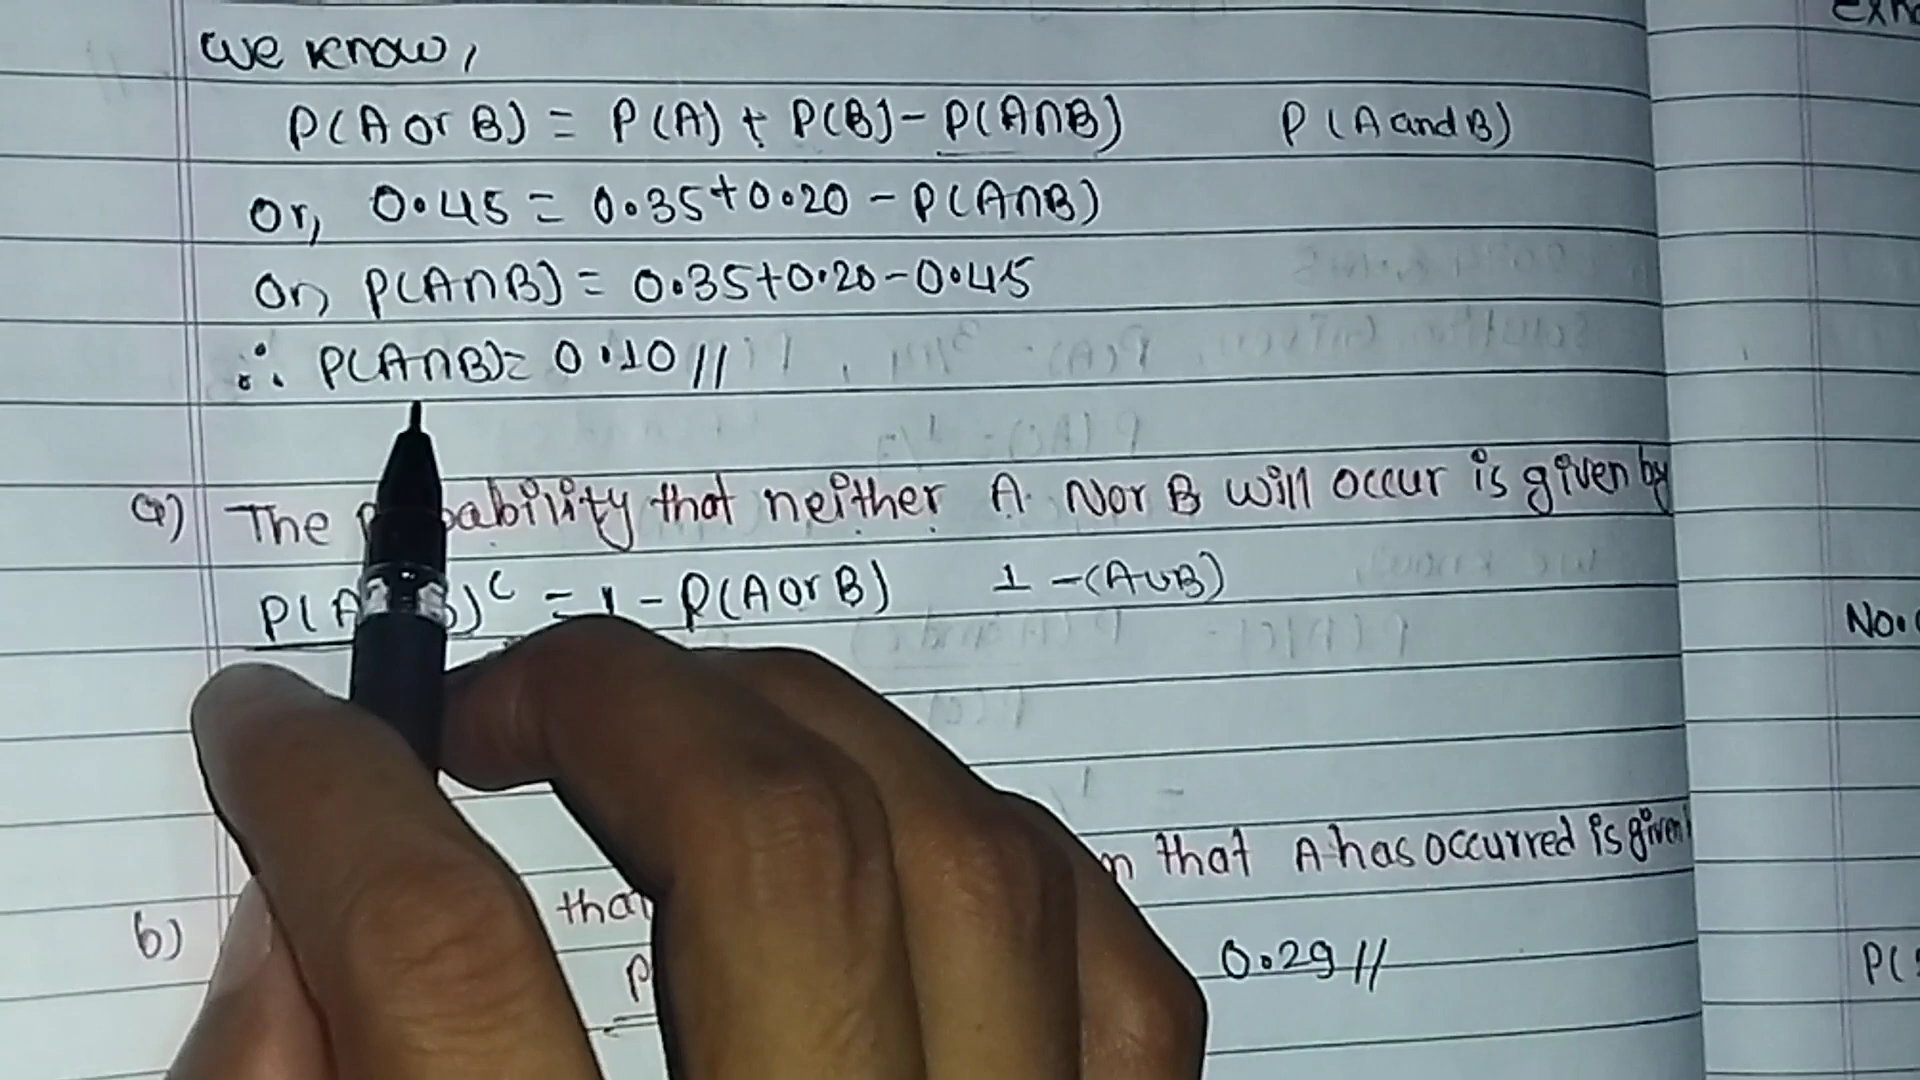 we know,
P(A or B) = P(A) + P(B) - P(A∩B) P(A and B)
or, 0.45 = 0.35+0.20 - P(A∩B)
or, P(A∩B) = 0.35+0.20-0.45
∴ P(A∩B)= 0.10//
a) The that neither A Nor B will occur is given by
P(A B)ᶜ = 1 - P(A or B) 1 -(A∪B)
that A has occurred is given
b) that
P 0.29//
No.
P(